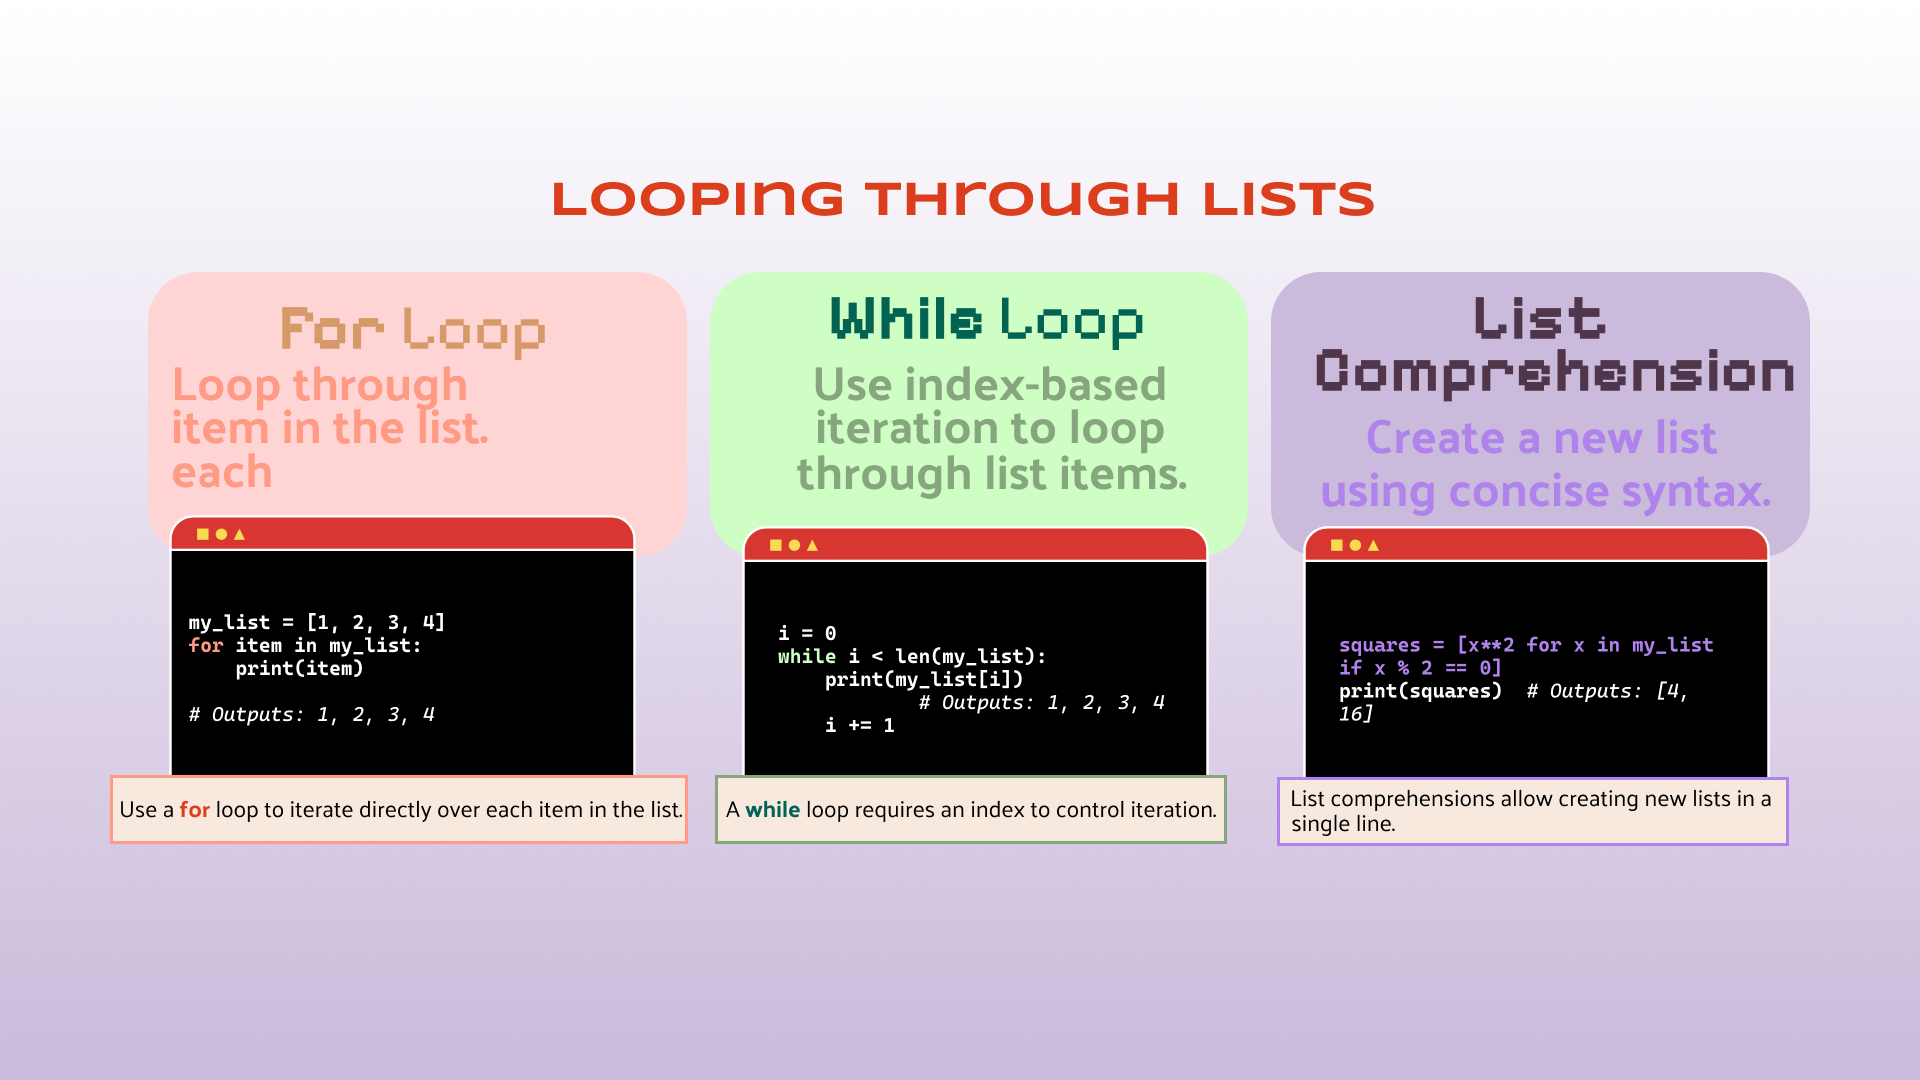 LOOPING THROUGH LISTS
For Loop
Loop through
item in the list.
each
my_list = [1, 2, 3, 4]
for item in my_list:
    print(item)
# Outputs: 1, 2, 3, 4
Use a for loop to iterate directly over each item in the list.
While Loop
Use index-based
iteration to loop
through list items.
i = 0
while i < len(my_list):
    print(my_list[i])
            # Outputs: 1, 2, 3, 4
    i += 1
A while loop requires an index to control iteration.
List
Comprehension
Create a new list
using concise syntax.
squares = [x**2 for x in my_list
if x % 2 == 0]
print(squares)  # Outputs: [4,
16]
List comprehensions allow creating new lists in a
single line.